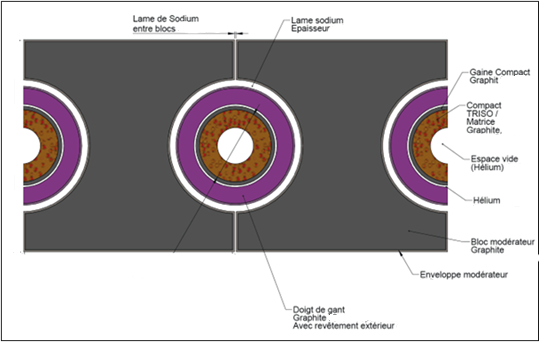 Lame de Sodium
entre blocs
Lame sodium
Epaisseur
Gaine Compact
Graphit
Compact
TRISO /
Matrice
Graphite,
Espace vide
(Hélium)
Hélium
Bloc modérateur
Graphite
Enveloppe modérateur
Doigt de gant
Graphite
Avec revêtement extérieur